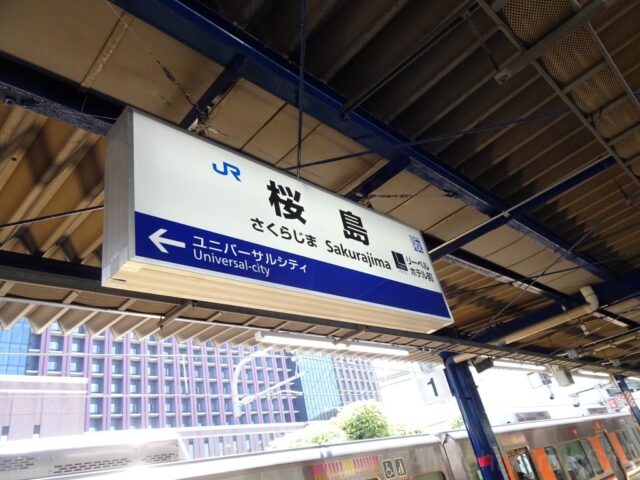 JR
桜島
さくらじま Sakurajima
リーベル
ホテル前
ユニバーサルシティ
Universal-city
1